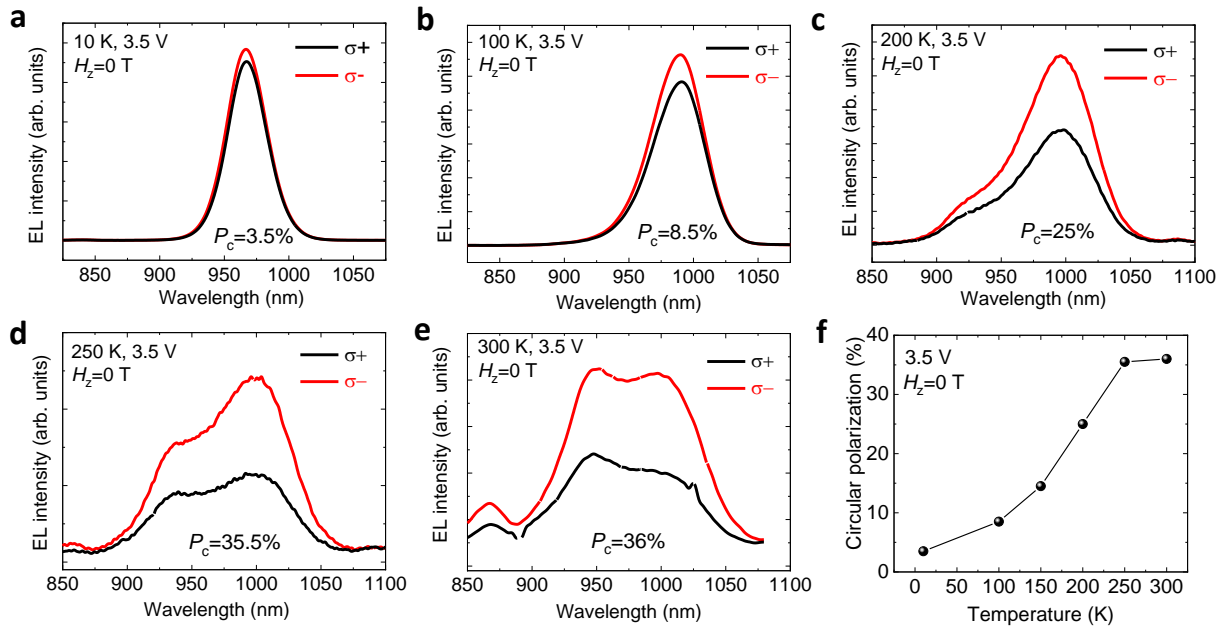 a
10 K, 3.5 V
H_z=0 T
σ+
σ-
P_c=3.5%
EL intensity (arb. units)
850 900 950 1000 1050
Wavelength (nm)
b
100 K, 3.5 V
H_z=0 T
σ+
σ−
P_c=8.5%
EL intensity (arb. units)
850 900 950 1000 1050
Wavelength (nm)
c
200 K, 3.5 V
H_z=0 T
σ+
σ−
P_c=25%
EL intensity (arb. units)
850 900 950 1000 1050 1100
Wavelength (nm)
d
250 K, 3.5 V
H_z=0 T
σ+
σ−
P_c=35.5%
EL intensity (arb. units)
850 900 950 1000 1050 1100
Wavelength (nm)
e
300 K, 3.5 V
H_z=0 T
σ+
σ−
P_c=36%
EL intensity (arb. units)
850 900 950 1000 1050 1100
Wavelength (nm)
f
3.5 V
H_z=0 T
Circular polarization (%)
40
30
20
10
0
0 50 100 150 200 250 300
Temperature (K)